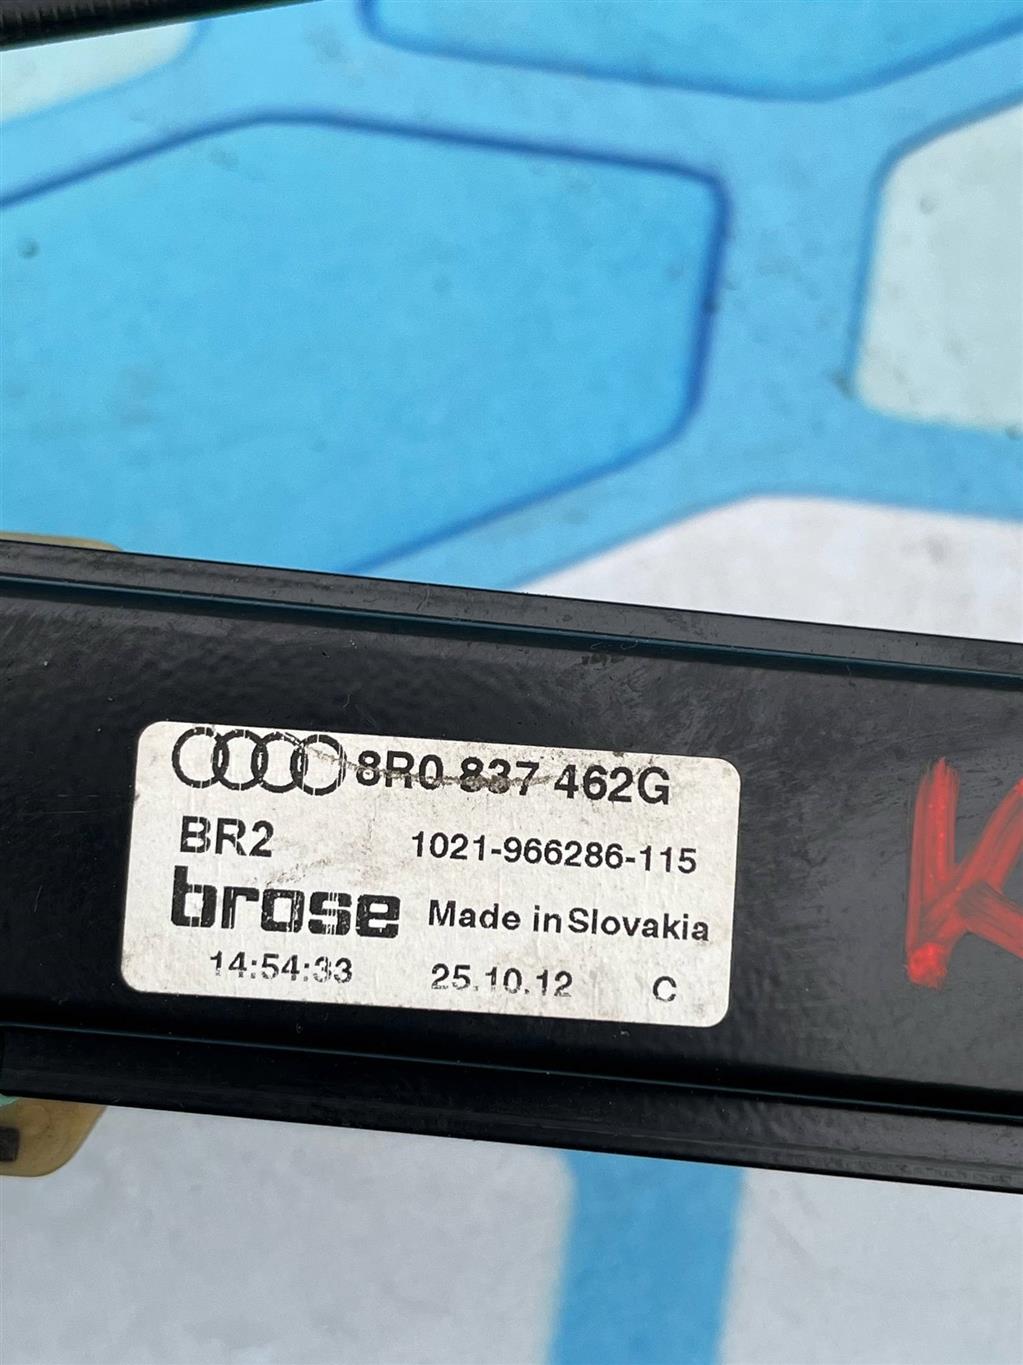 8R0 837 462G
BR2 1021-966286-115
brose Made in Slovakia
14:54:33 25.10.12 C